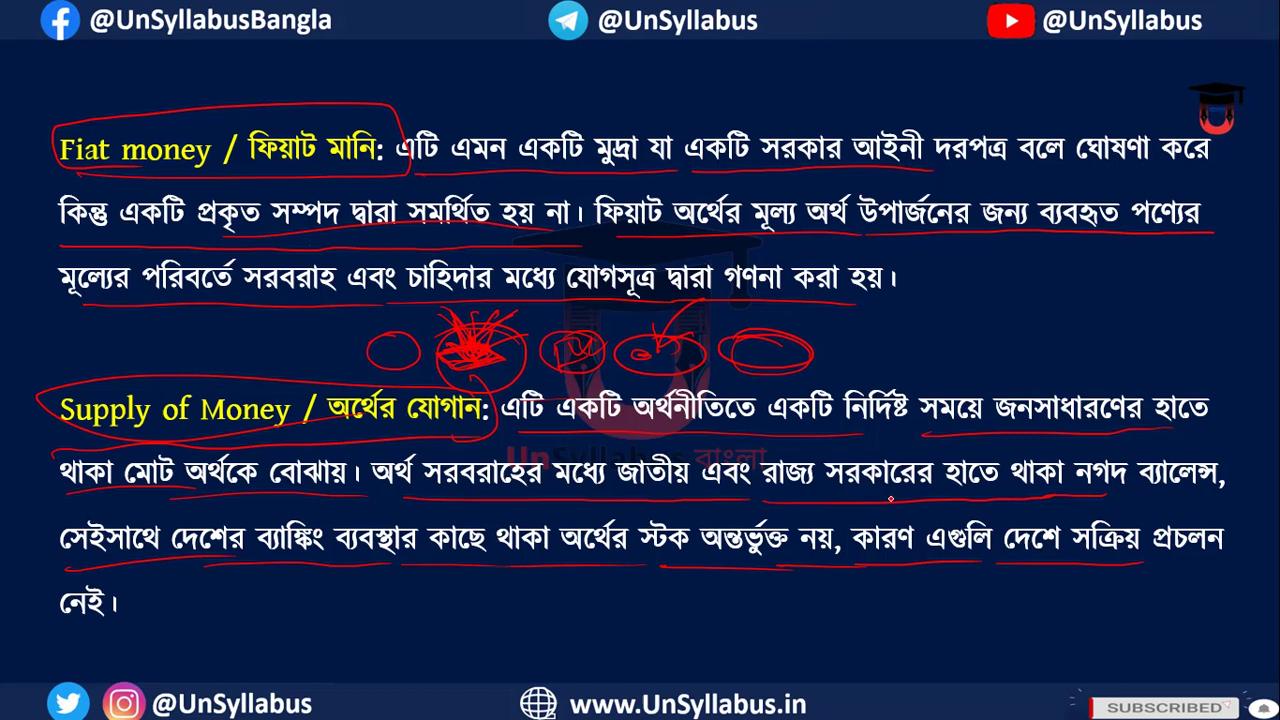 @UnSyllabusBangla @UnSyllabus @UnSyllabus
Fiat money / ফিয়াট মানি: এটি এমন একটি মুদ্রা যা একটি সরকার আইনী দরপত্র বলে ঘোষণা করে
কিন্তু একটি প্রকৃত সম্পদ দ্বারা সমর্থিত হয় না। ফিয়াট অর্থের মূল্য অর্থ উপার্জনের জন্য ব্যবহৃত পণ্যের
মূল্যের পরিবর্তে সরবরাহ এবং চাহিদার মধ্যে যোগসূত্র দ্বারা গণনা করা হয়।
Supply of Money / অর্থের যোগান: এটি একটি অর্থনীতিতে একটি নির্দিষ্ট সময়ে জনসাধারণের হাতে
UnSyllabus বাংলা
থাকা মোট অর্থকে বোঝায়। অর্থ সরবরাহের মধ্যে জাতীয় এবং রাজ্য সরকারের হাতে থাকা নগদ ব্যালেন্স,
সেইসাথে দেশের ব্যাঙ্কিং ব্যবস্থার কাছে থাকা অর্থের স্টক অন্তর্ভুক্ত নয়, কারণ এগুলি দেশে সক্রিয় প্রচলন
নেই।
@UnSyllabus www.UnSyllabus.in SUBSCRIBED